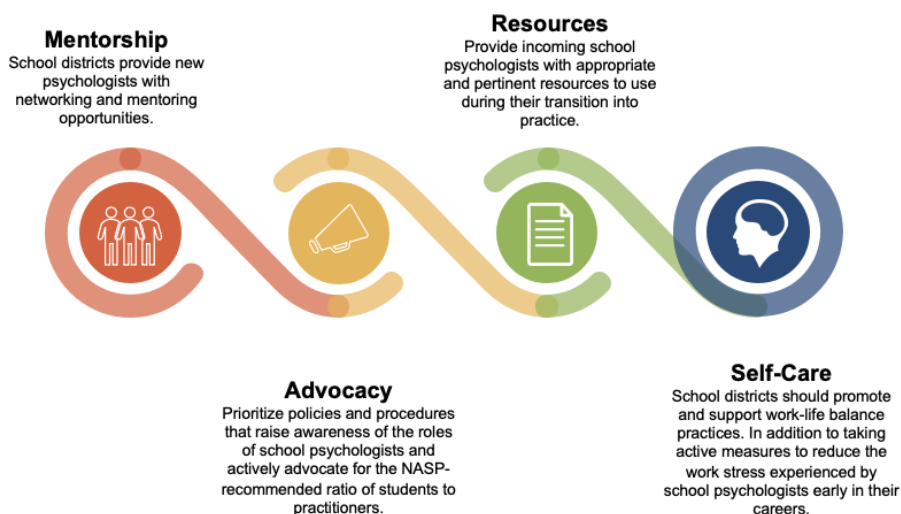 Mentorship
School districts provide new
psychologists with
networking and mentoring
opportunities.
Advocacy
Prioritize policies and procedures
that raise awareness of the roles
of school psychologists and
actively advocate for the NASP-
recommended ratio of students to
practitioners.
Resources
Provide incoming school
psychologists with appropriate
and pertinent resources to use
during their transition into
practice.
Self-Care
School districts should promote
and support work-life balance
practices. In addition to taking
active measures to reduce the
work stress experienced by
school psychologists early in their
careers.